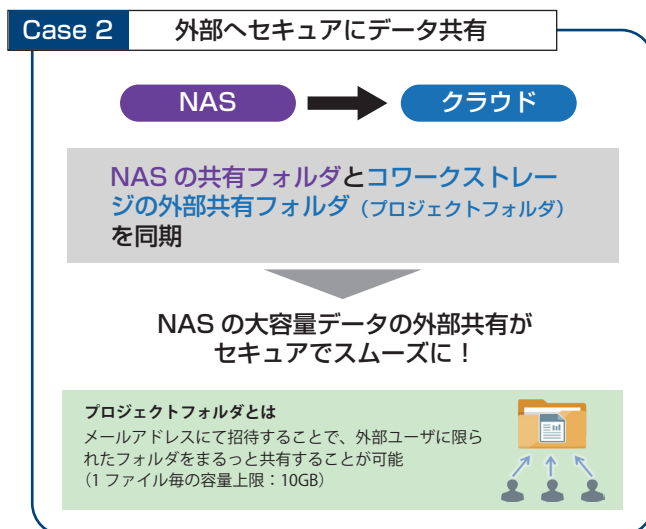 Case 2 外部へセキュアにデータ共有
NAS クラウド
NAS の共有フォルダとコワークストレー
ジの外部共有フォルダ（プロジェクトフォルダ）
を同期
NAS の大容量データの外部共有が
セキュアでスムーズに！
プロジェクトフォルダとは
メールアドレスにて招待することで、外部ユーザに限ら
れたフォルダをまるっと共有することが可能
（1 ファイル毎の容量上限：10GB）